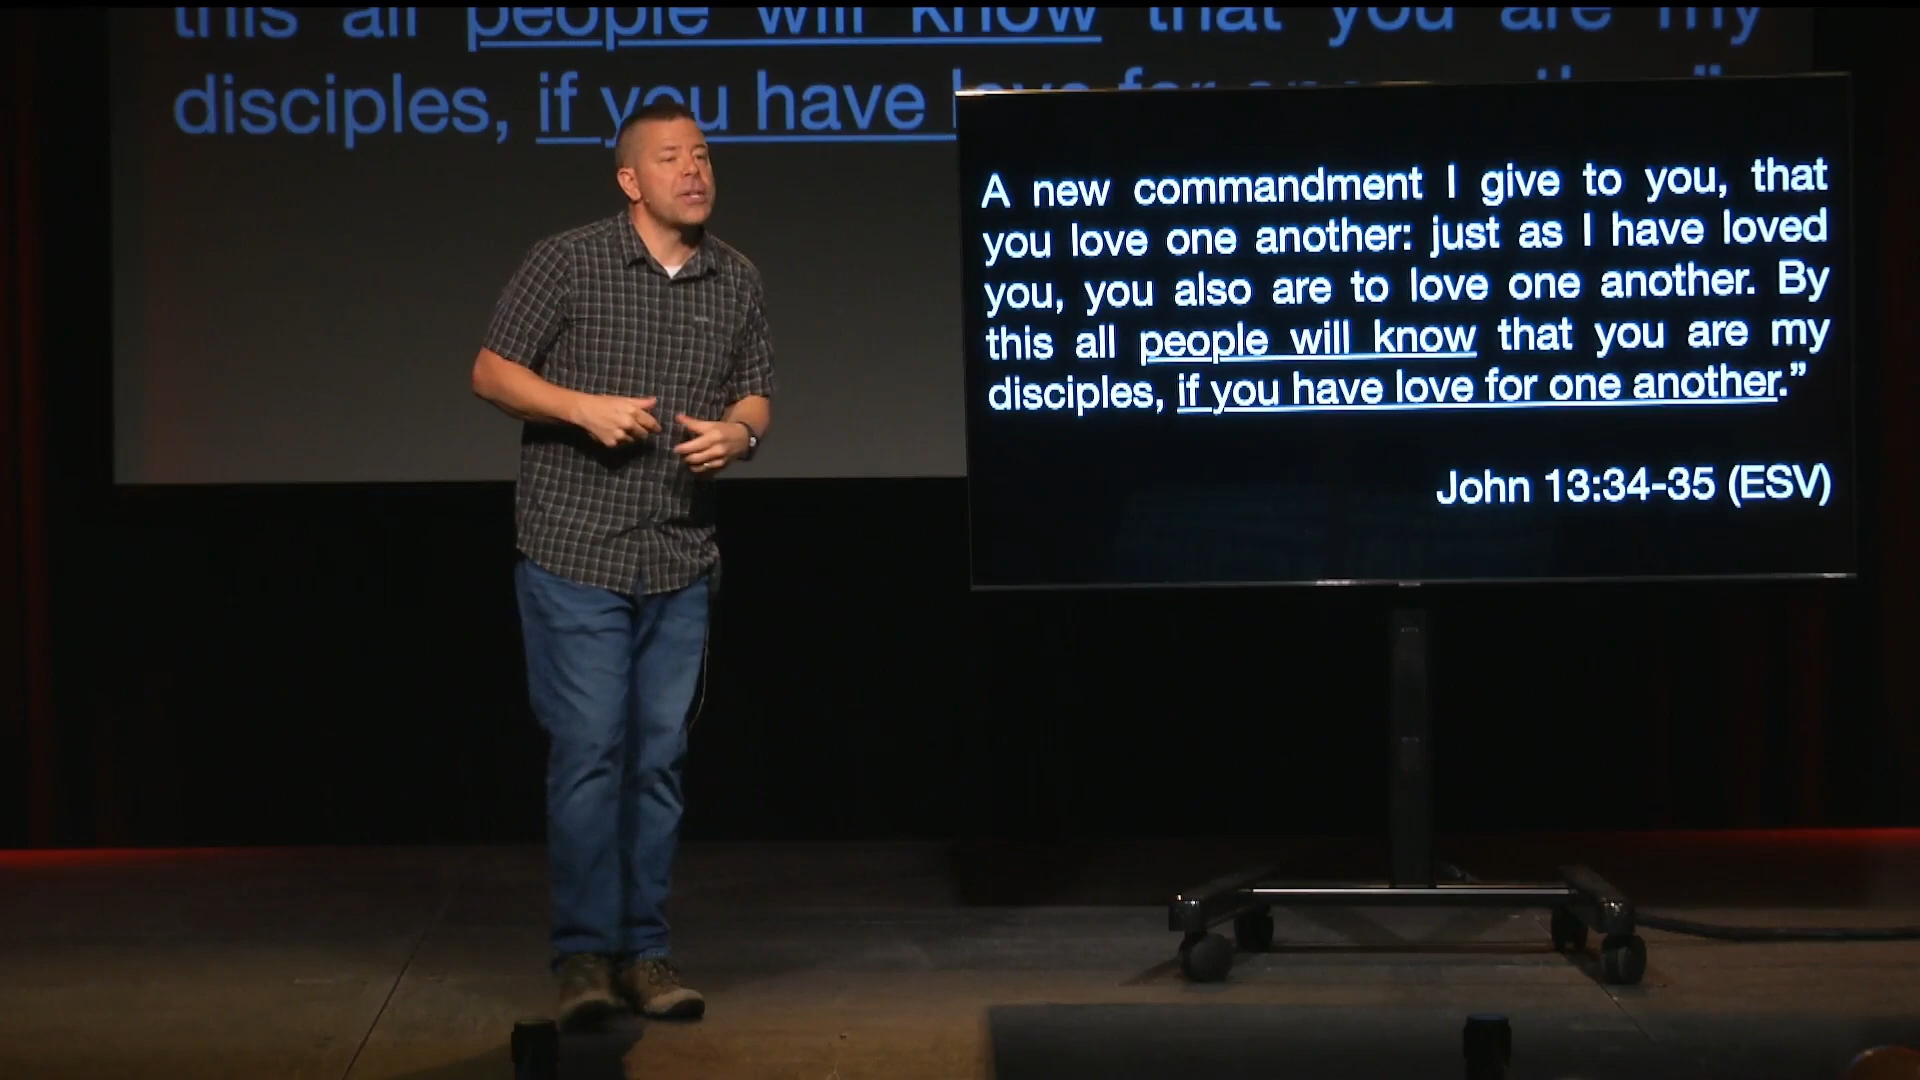 this all people will know that you are my
disciples, if you have love for
A new commandment I give to you, that
you love one another: just as I have loved
you, you also are to love one another. By
this all people will know that you are my
disciples, if you have love for one another.”
John 13:34-35 (ESV)